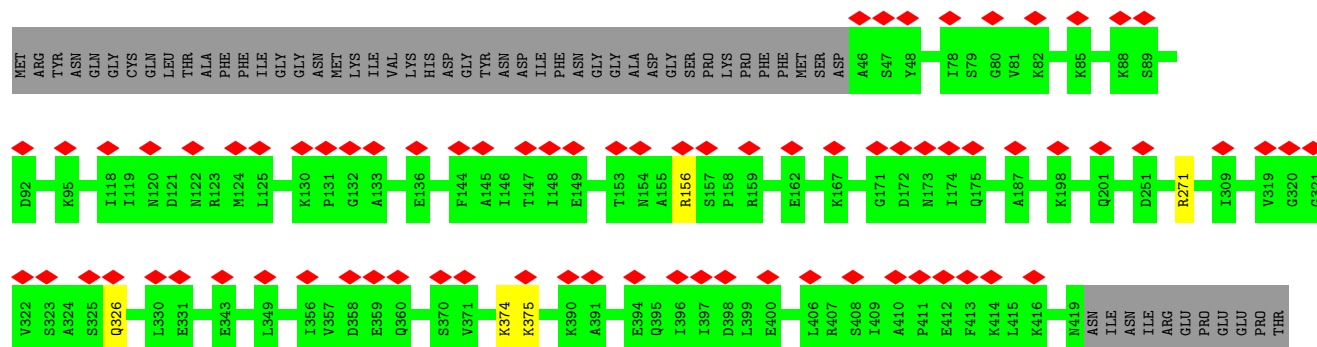 MET ARG TYR ASN GLN GLY CYS GLN LEU THR ALA PHE PHE ILE GLY GLY ASN MET LYS ILE VAL LYS HIS ASP GLY TYR ASN ASP ILE PHE ASN GLY GLY ALA ASP GLY SER PRO LYS PRO PHE PHE MET SER ASP A46 S47 Y48 I78 S79 G80 V81 K82 K85 K88 S89
D92 K95 I118 I119 N120 D121 N122 R123 M124 L125 K130 P131 G132 A133 E136 F144 A145 I146 T147 I148 E149 T153 N154 A155 R156 S157 P158 R159 E162 K167 G171 D172 N173 I174 Q175 A187 K198 Q201 D251 R271 I309 V319 G320 G321
V322 S323 A324 S325 Q326 L330 E331 E343 L349 I356 V357 D358 E359 Q360 S370 V371 K374 K375 K390 A391 E394 Q395 I396 I397 D398 L399 E400 L406 R407 S408 I409 A410 P411 E412 F413 K414 L415 K416 N419 ASN ILE ASN ILE ARG GLU PRO GLU GLU PRO THR